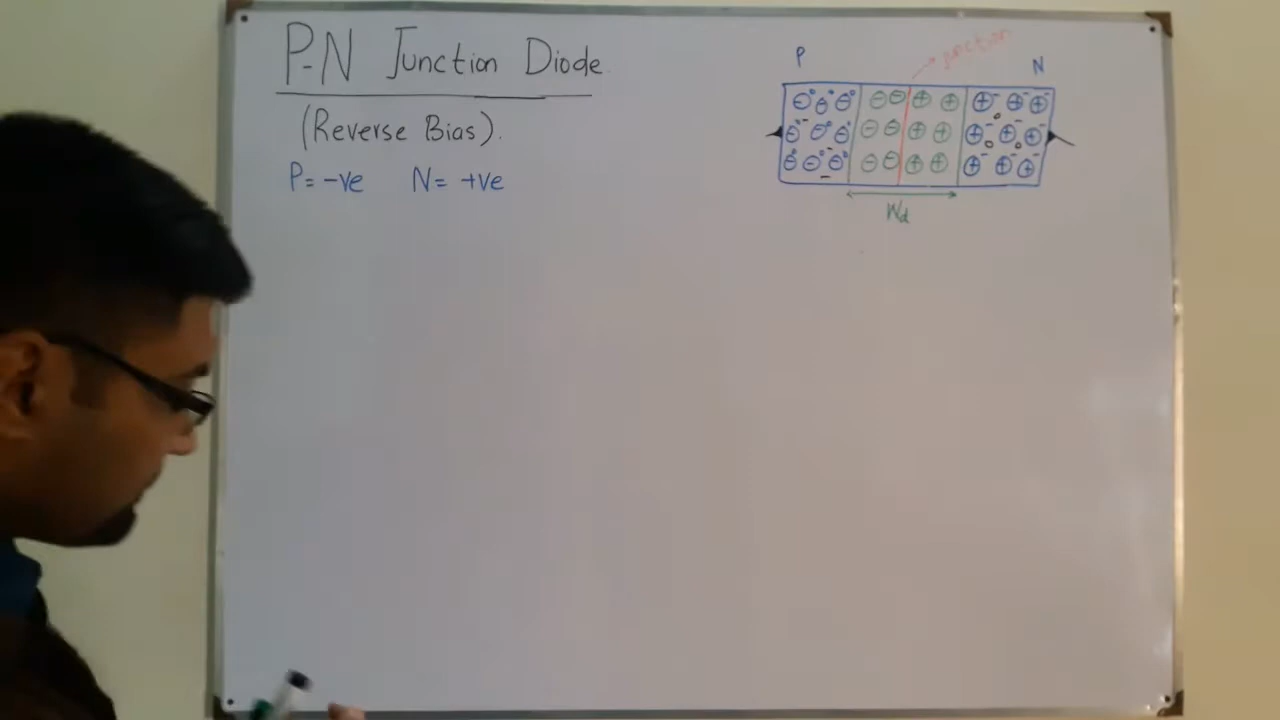 P-N Junction Diode.
(Reverse Bias).
P= -ve N= +ve
junction
P N
Wd